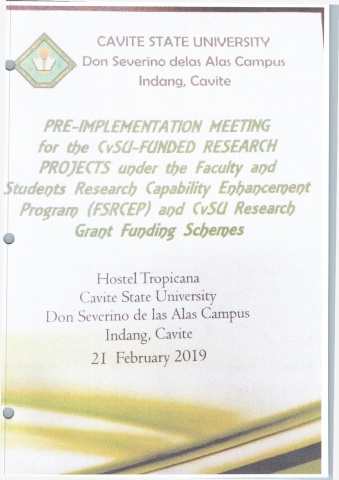 CAVITE STATE UNIVERSITY
Don Severino delas Alas Campus
Indang, Cavite
PRE-IMPLEMENTATION MEETING
for the CvSU-FUNDED RESEARCH
PROJECTS under the Faculty and
Students Research Capability Enhancement
Program (FSRCEP) and CvSU Research
Grant Funding Schemes
Hostel Tropicana
Cavite State University
Don Severino de las Alas Campus
Indang, Cavite
21 February 2019